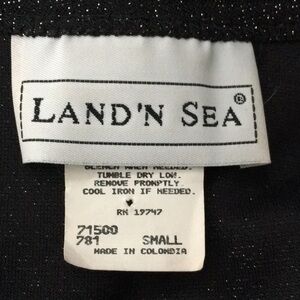 LAND'N SEA®
BLEACH WHEN NEEDED.
TUMBLE DRY LOW.
REMOVE PROMPTLY
COOL IRON IF NEEDED.
RN 19747
71500
781 SMALL
MADE IN COLOMBIA